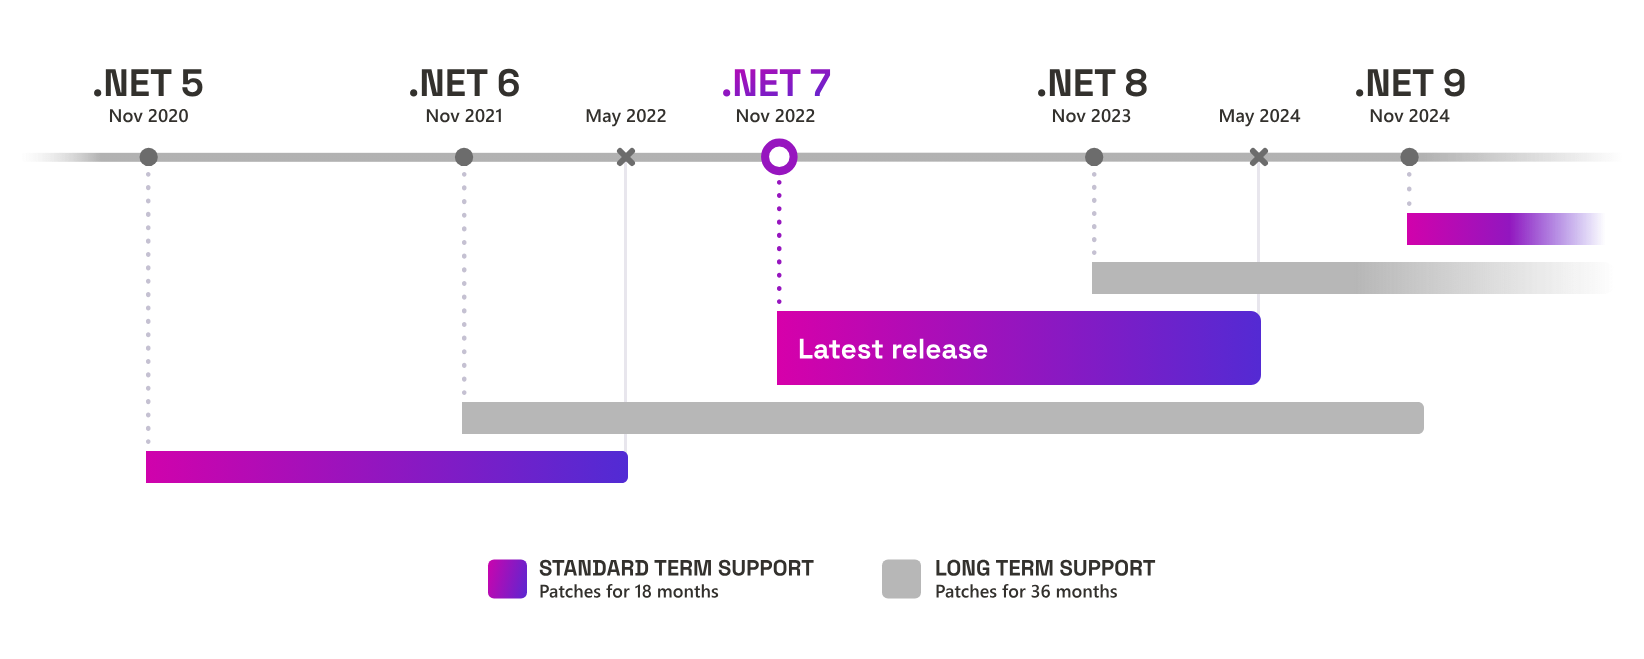 .NET 5
Nov 2020
.NET 6
Nov 2021
May 2022
.NET 7
Nov 2022
.NET 8
Nov 2023
May 2024
.NET 9
Nov 2024
Latest release
STANDARD TERM SUPPORT
Patches for 18 months
LONG TERM SUPPORT
Patches for 36 months